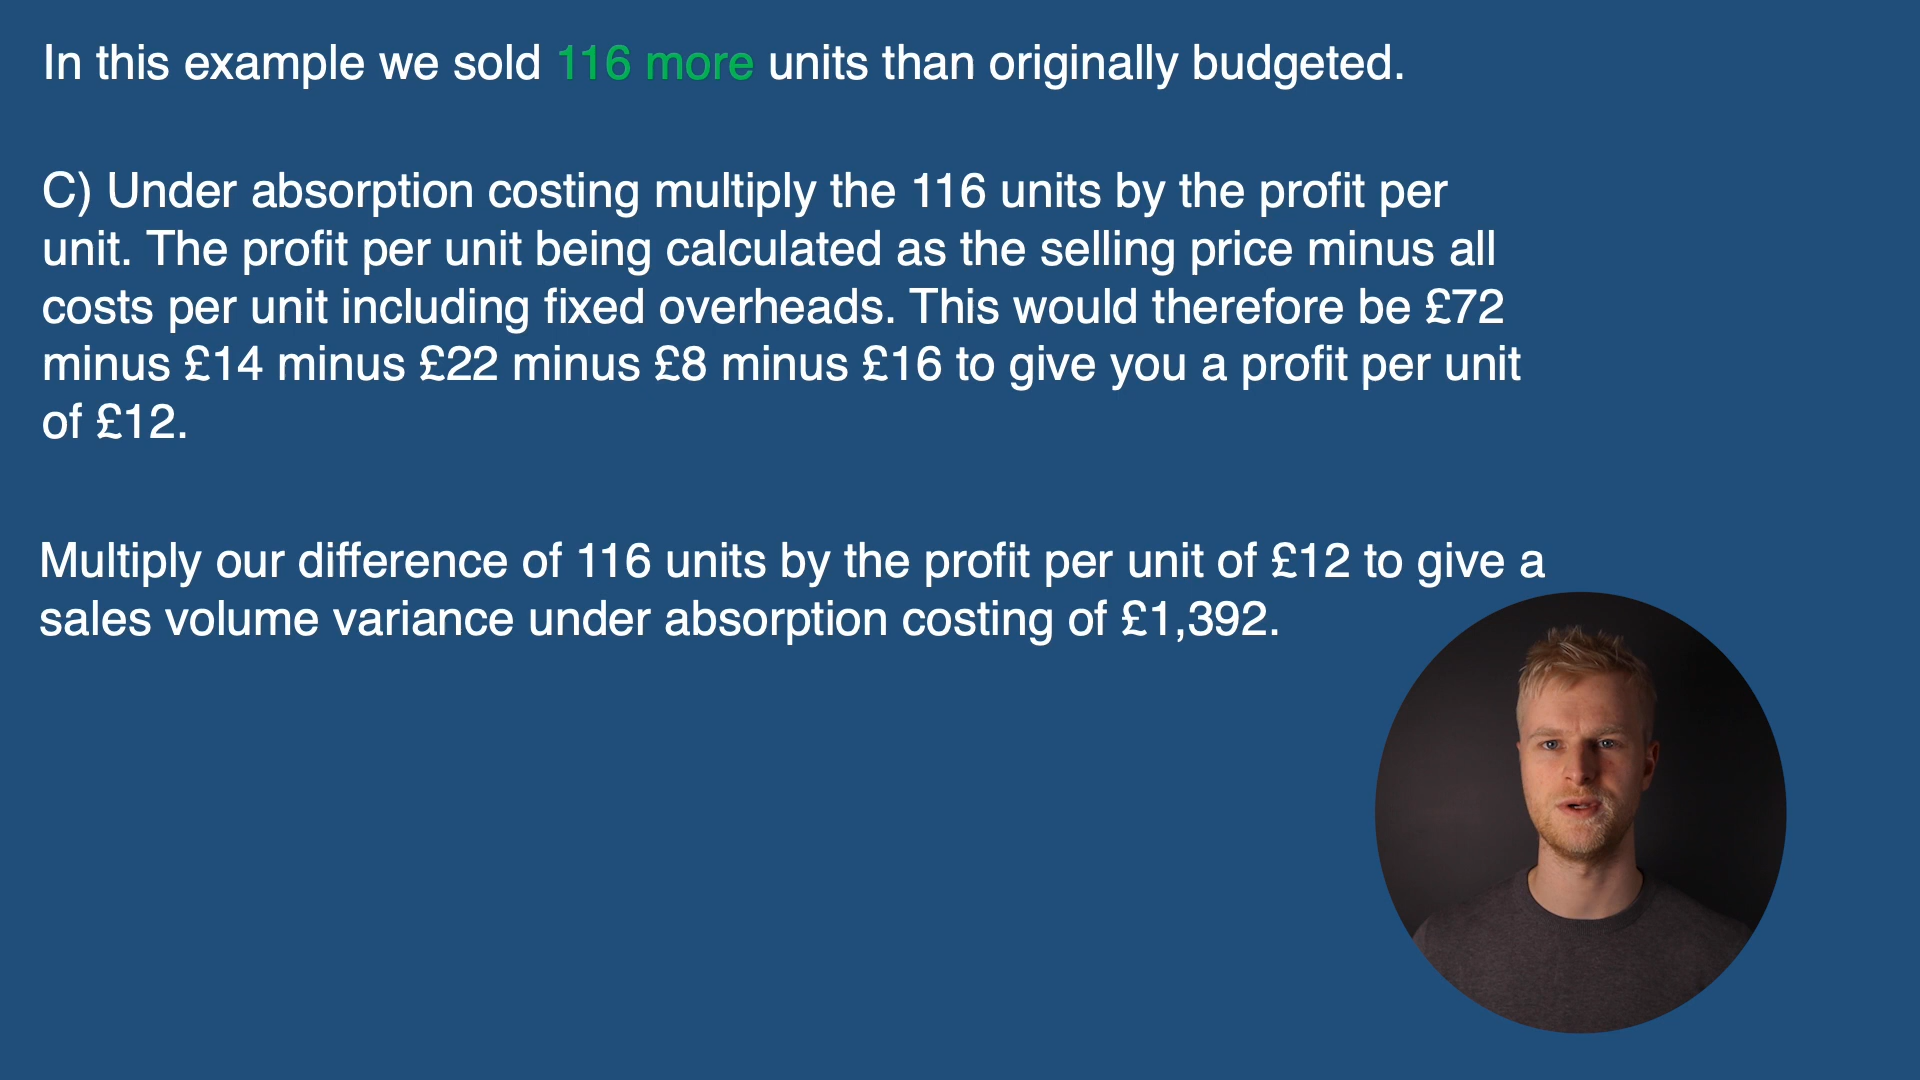 In this example we sold 116 more units than originally budgeted.
C) Under absorption costing multiply the 116 units by the profit per
unit. The profit per unit being calculated as the selling price minus all
costs per unit including fixed overheads. This would therefore be £72
minus £14 minus £22 minus £8 minus £16 to give you a profit per unit
of £12.
Multiply our difference of 116 units by the profit per unit of £12 to give a
sales volume variance under absorption costing of £1,392.